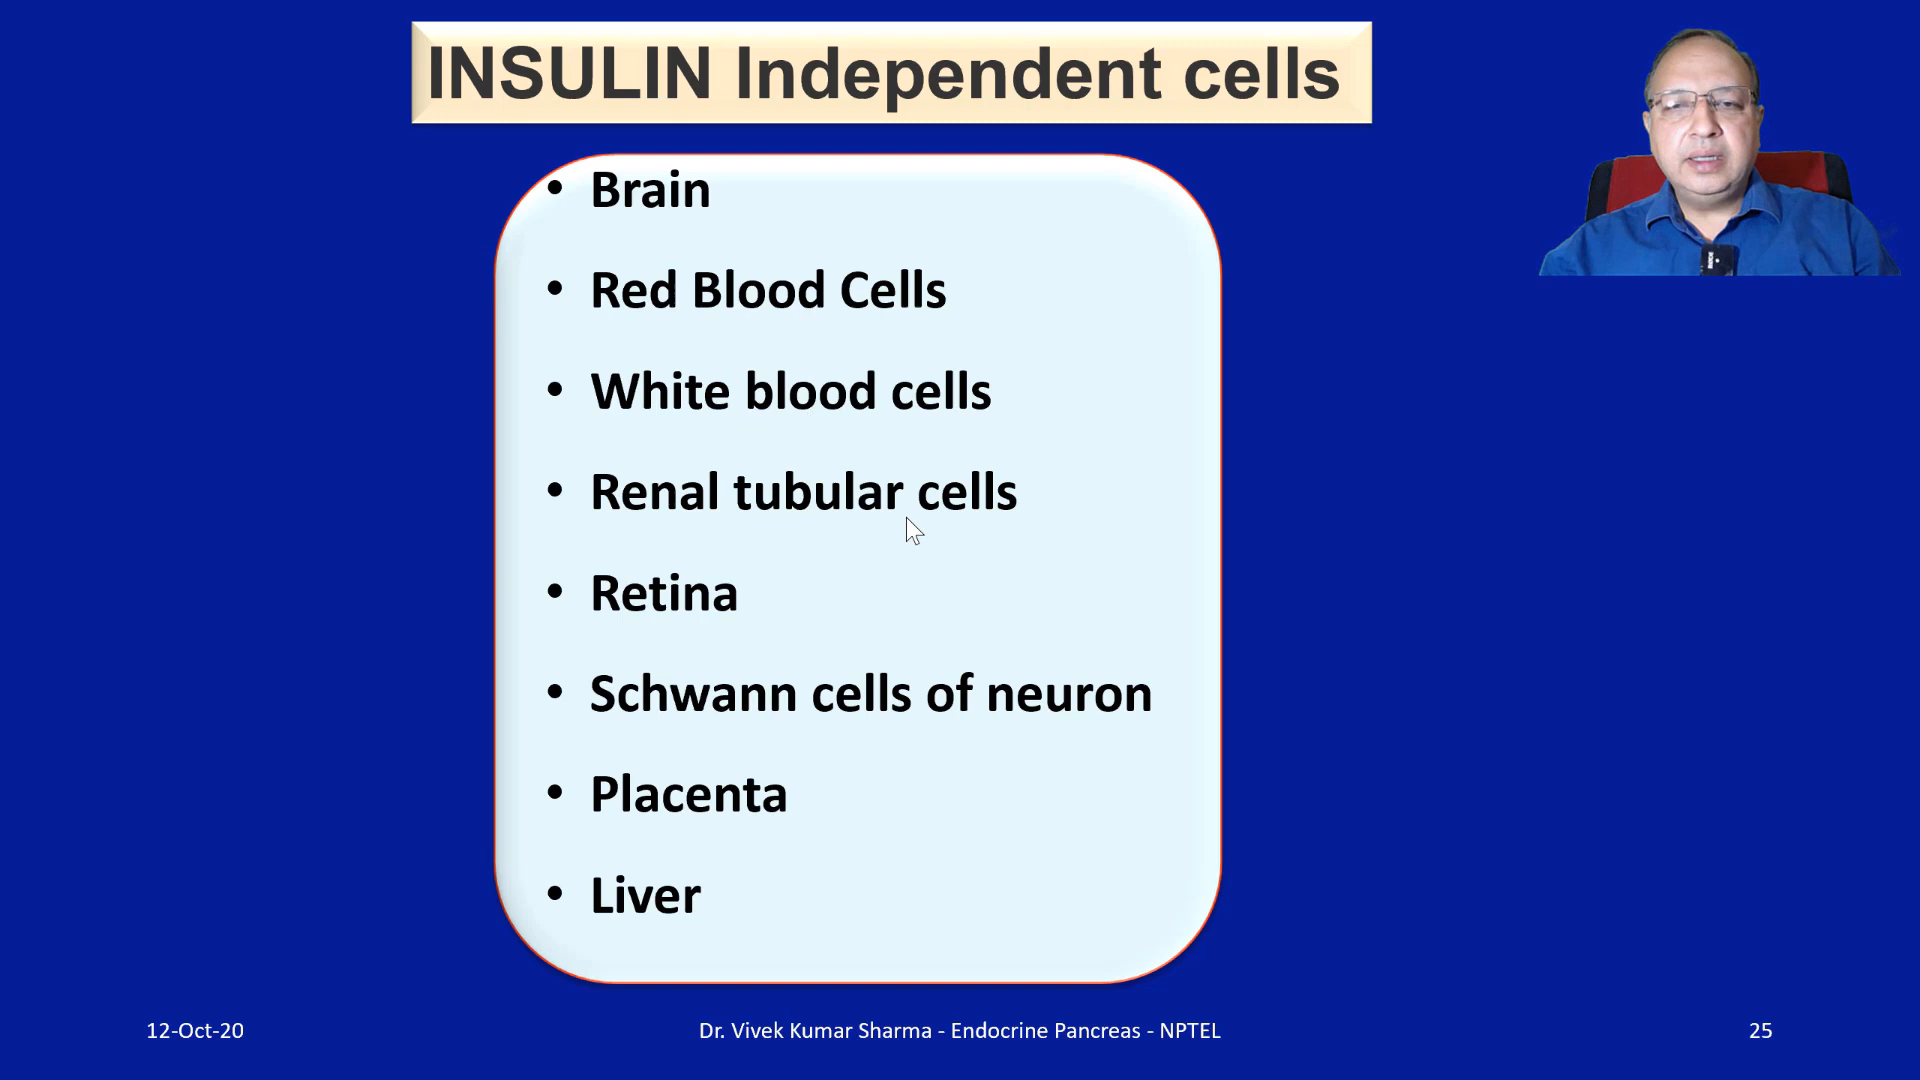 INSULIN Independent cells
• Brain
• Red Blood Cells
• White blood cells
• Renal tubular cells
• Retina
• Schwann cells of neuron
• Placenta
• Liver
12-Oct-20
Dr. Vivek Kumar Sharma - Endocrine Pancreas - NPTEL
25